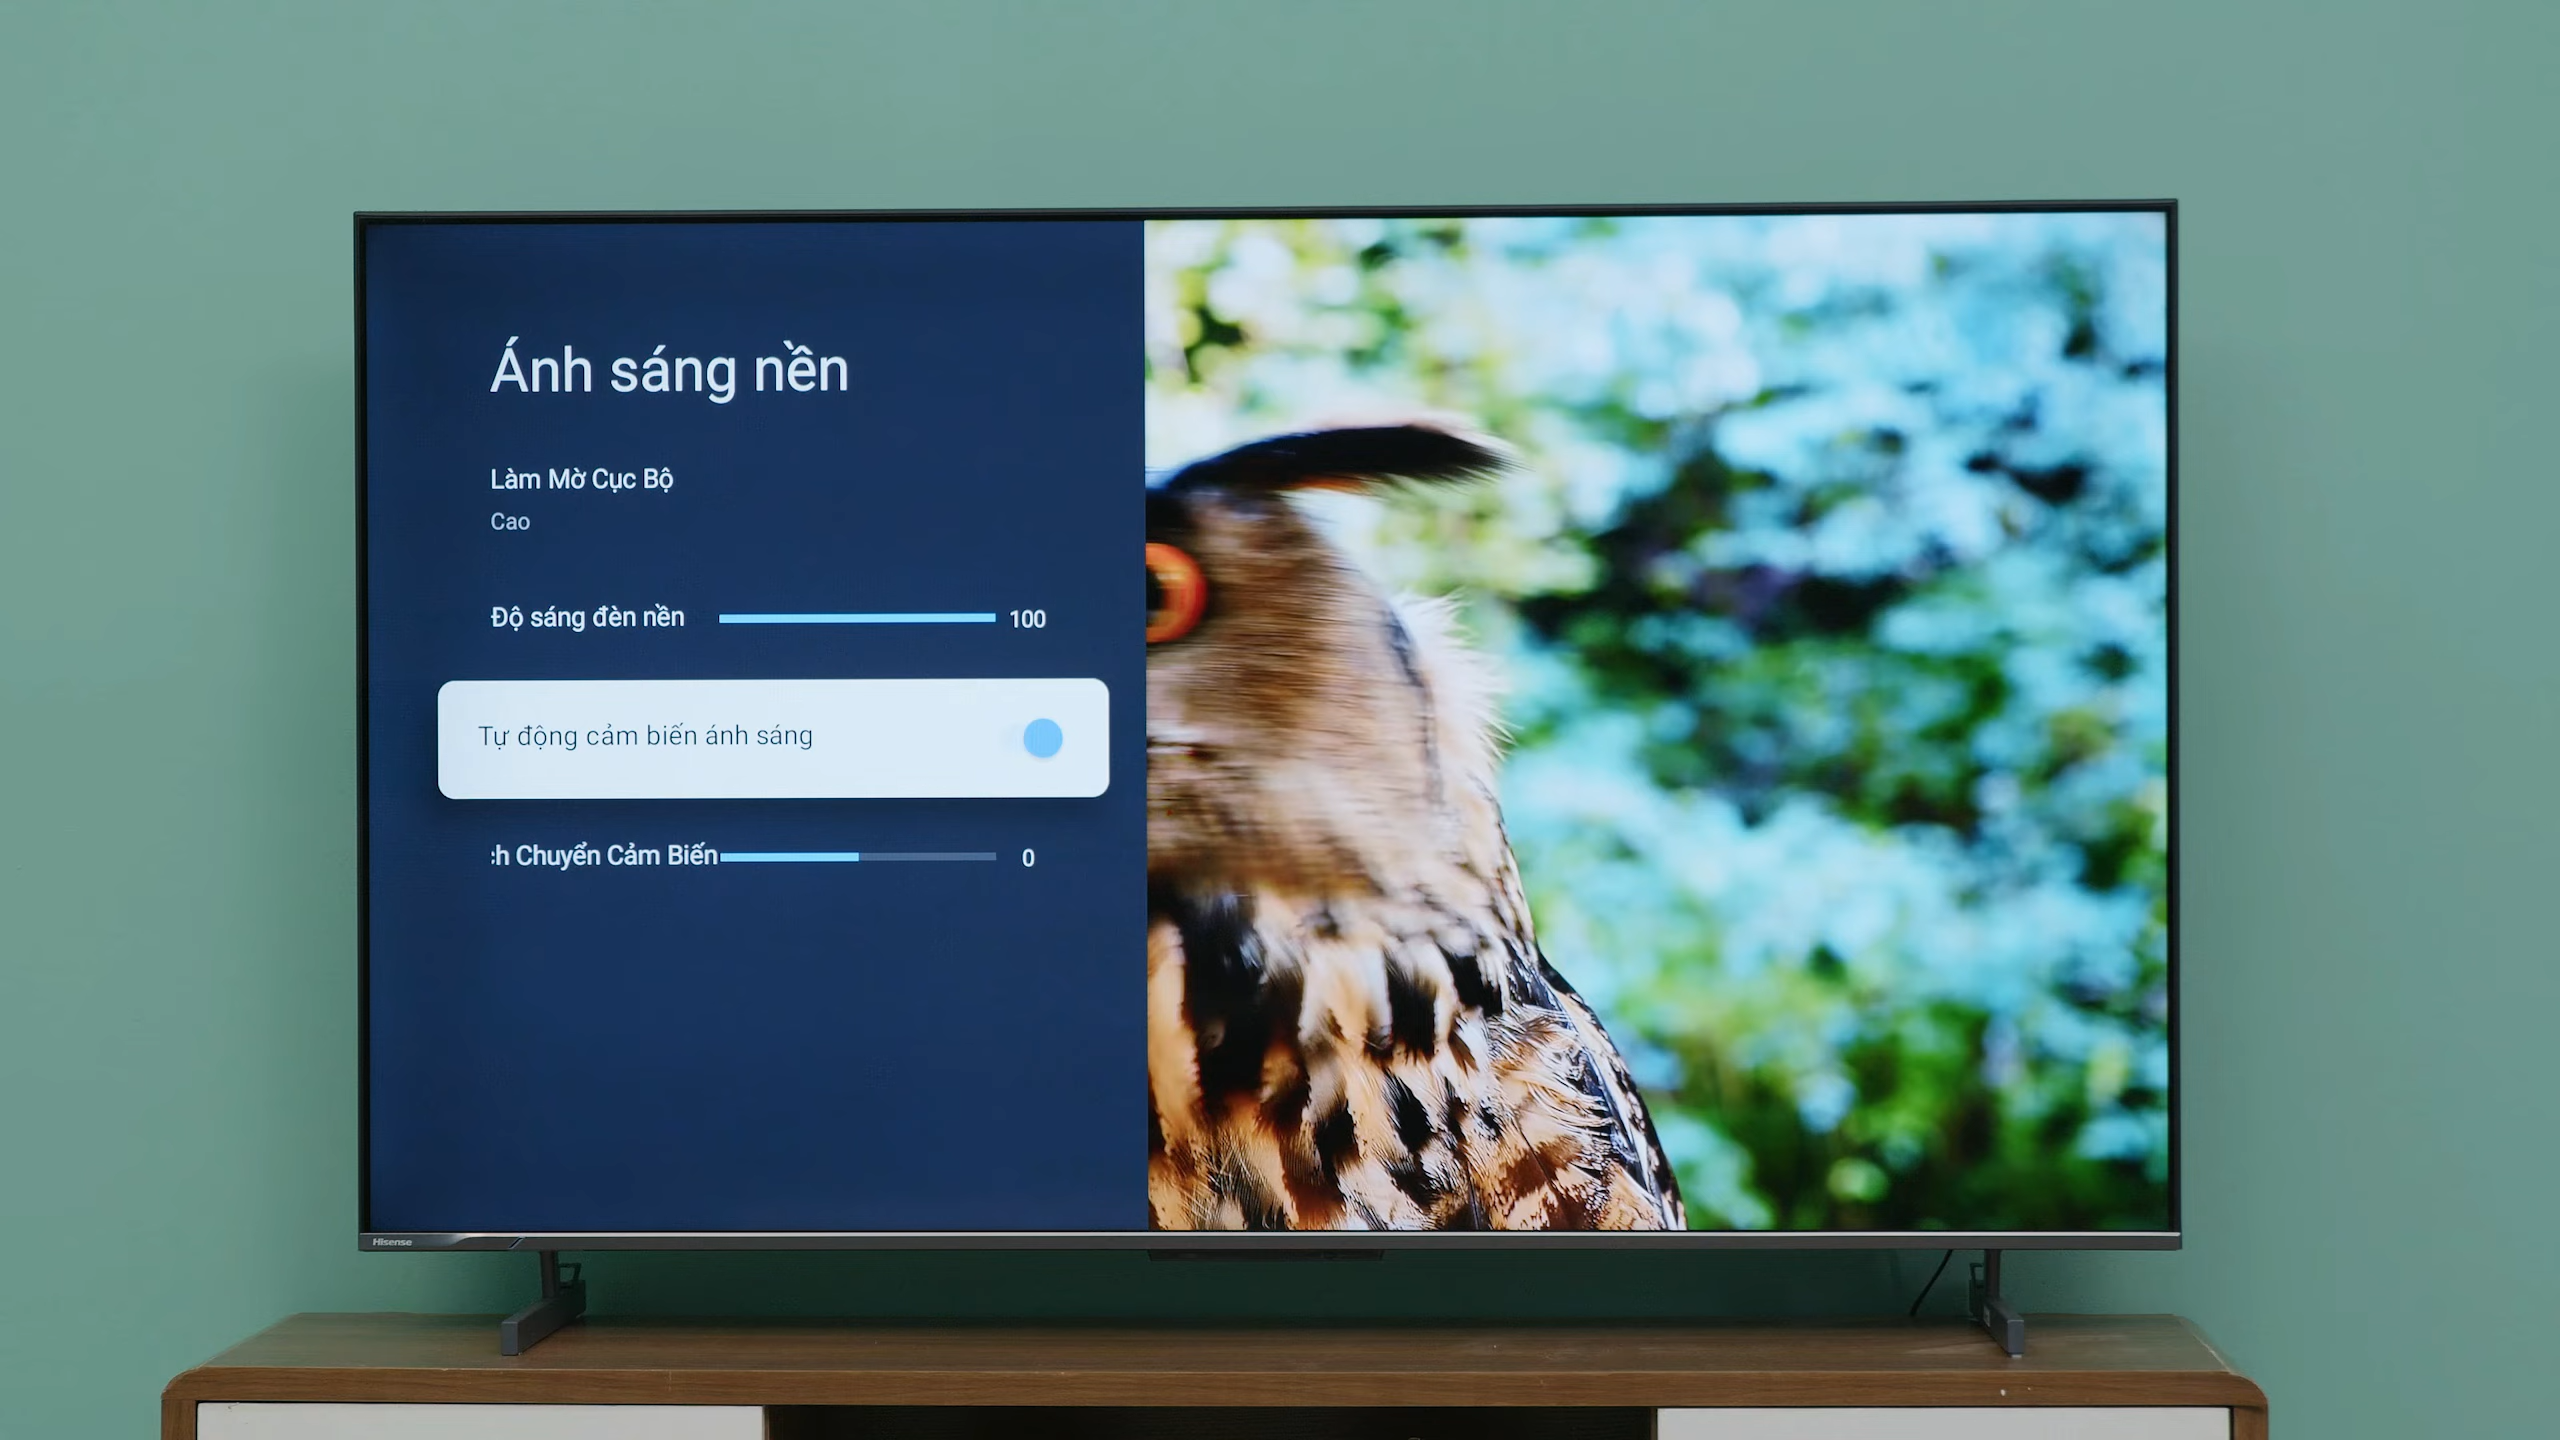 Ánh sáng nền
Làm Mờ Cục Bộ
Cao
Độ sáng đèn nền 100
Tự động cảm biến ánh sáng
Chuyển Cảm Biến 0
Hisense